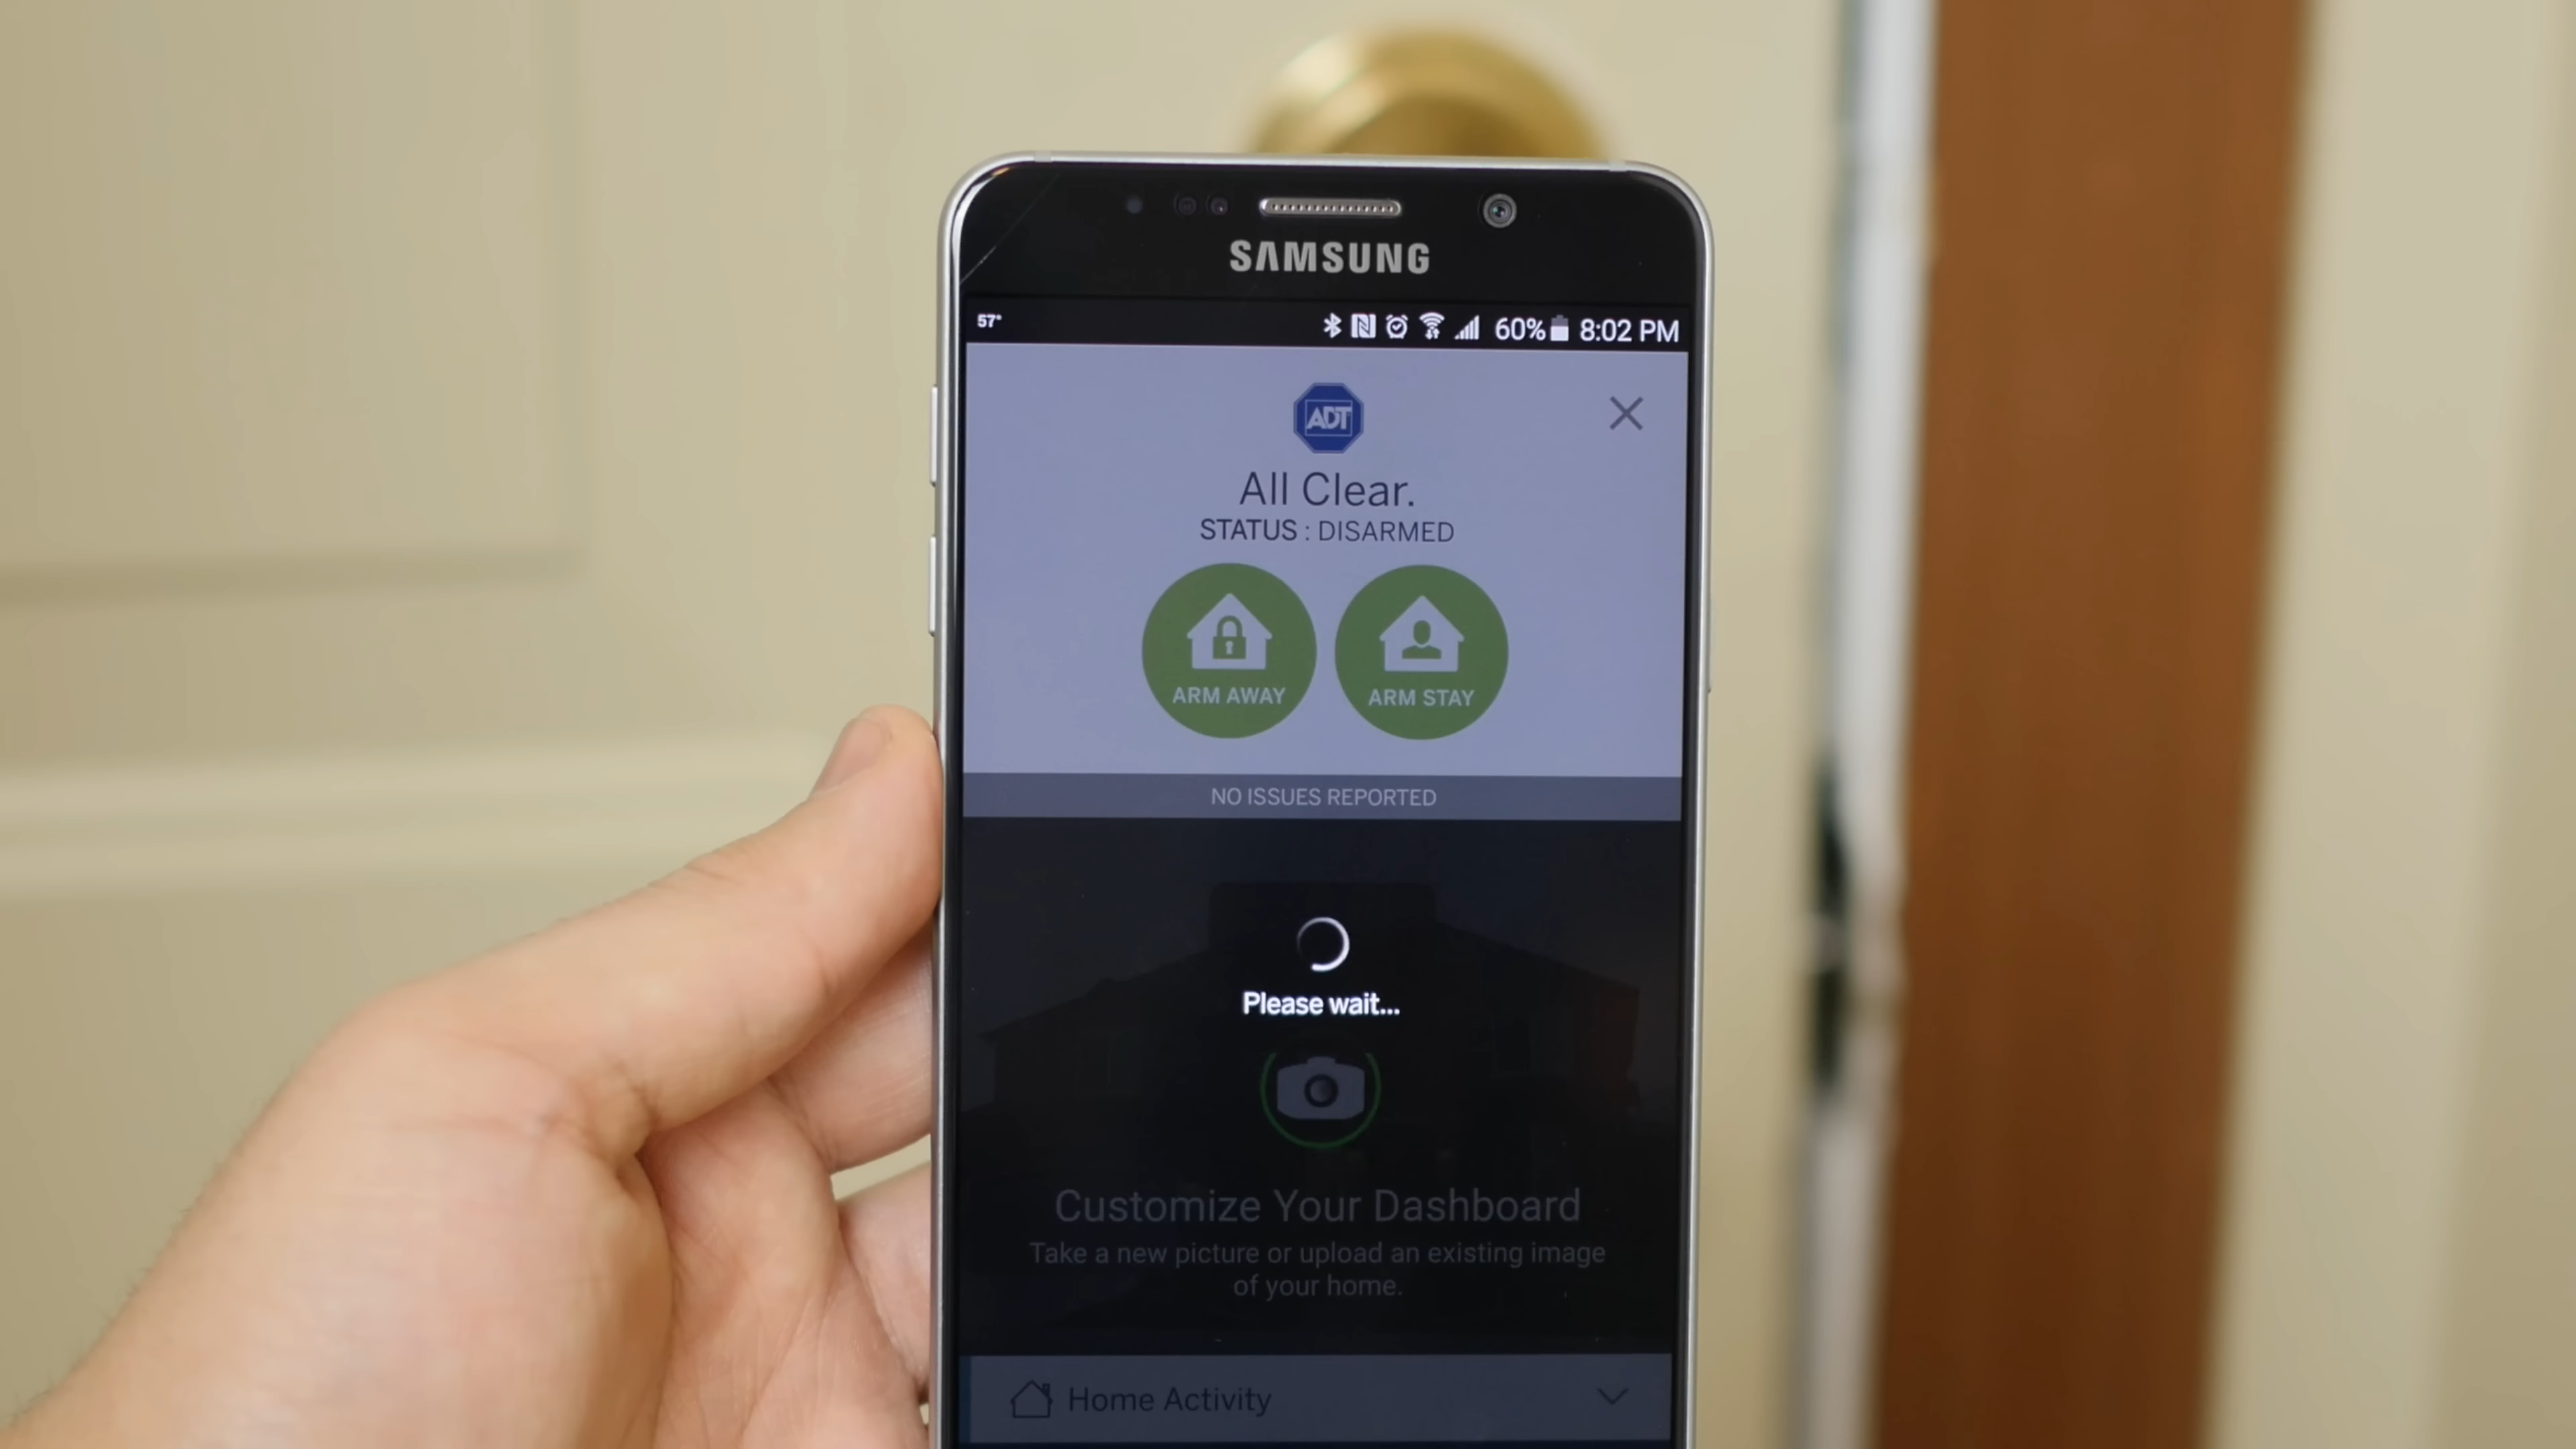 SAMSUNG
57° 60% 8:02 PM
ADT
All Clear.
STATUS : DISARMED
ARM AWAY ARM STAY
NO ISSUES REPORTED
Please wait...
Customize Your Dashboard
Take a new picture or upload an existing image
of your home.
Home Activity